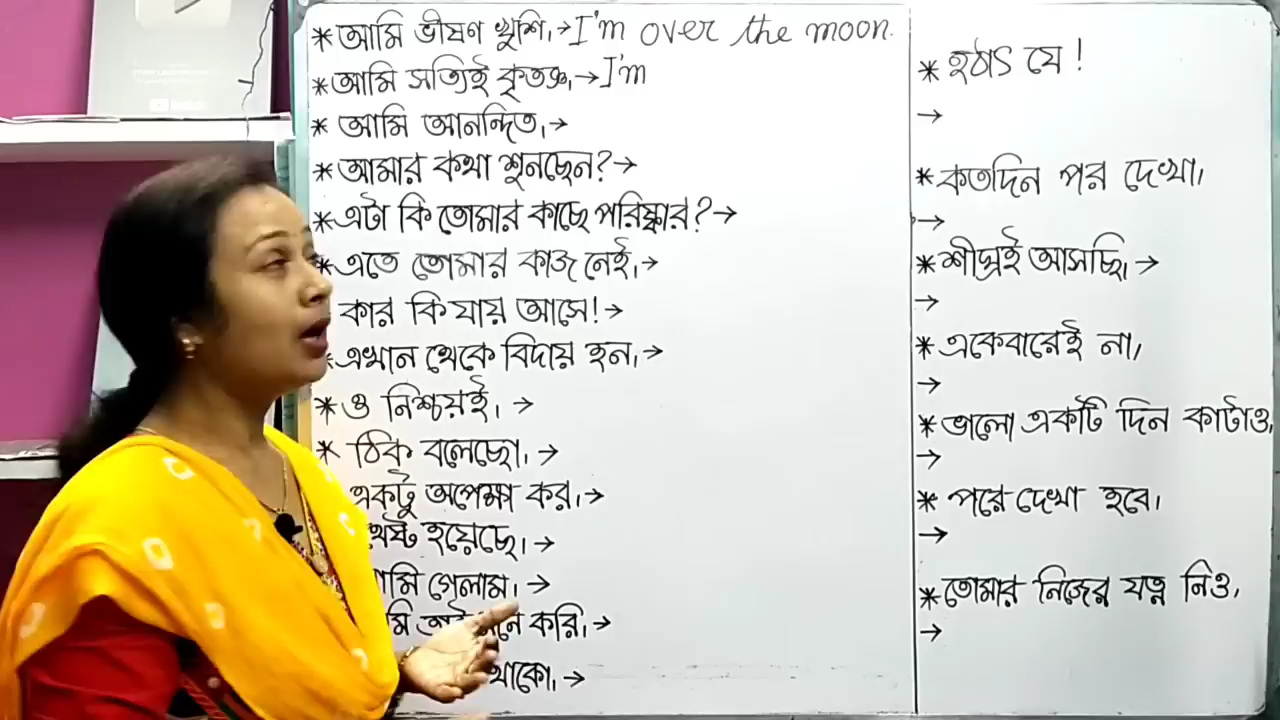 * আমি ভীষণ খুশি।→ I'm over the moon.
* আমি সত্যিই কৃতজ্ঞ।→ I'm
* আমি আনন্দিত।→
* আমার কথা শুনছেন?→
* এটা কি তোমার কাছে পরিষ্কার?→
* এতে তোমার কাজ নেই।→
কার কি যায় আসে!→
* এখান থেকে বিদায় হন।→
* ও নিশ্চয়ই।→
* ঠিক বলেছো।→
একটু অপেক্ষা কর।→
হয়েছে।→
গেলাম।→
করি।→
থাকো।→
* হঠাৎ যে!
→
* কতদিন পর দেখা।
→
* শীঘ্রই আসছি।→
→
* একেবারেই না।
→
* ভালো একটি দিন কাটাও।
→
* পরে দেখা হবে।
→
* তোমার নিজের যত্ন নিও।
→